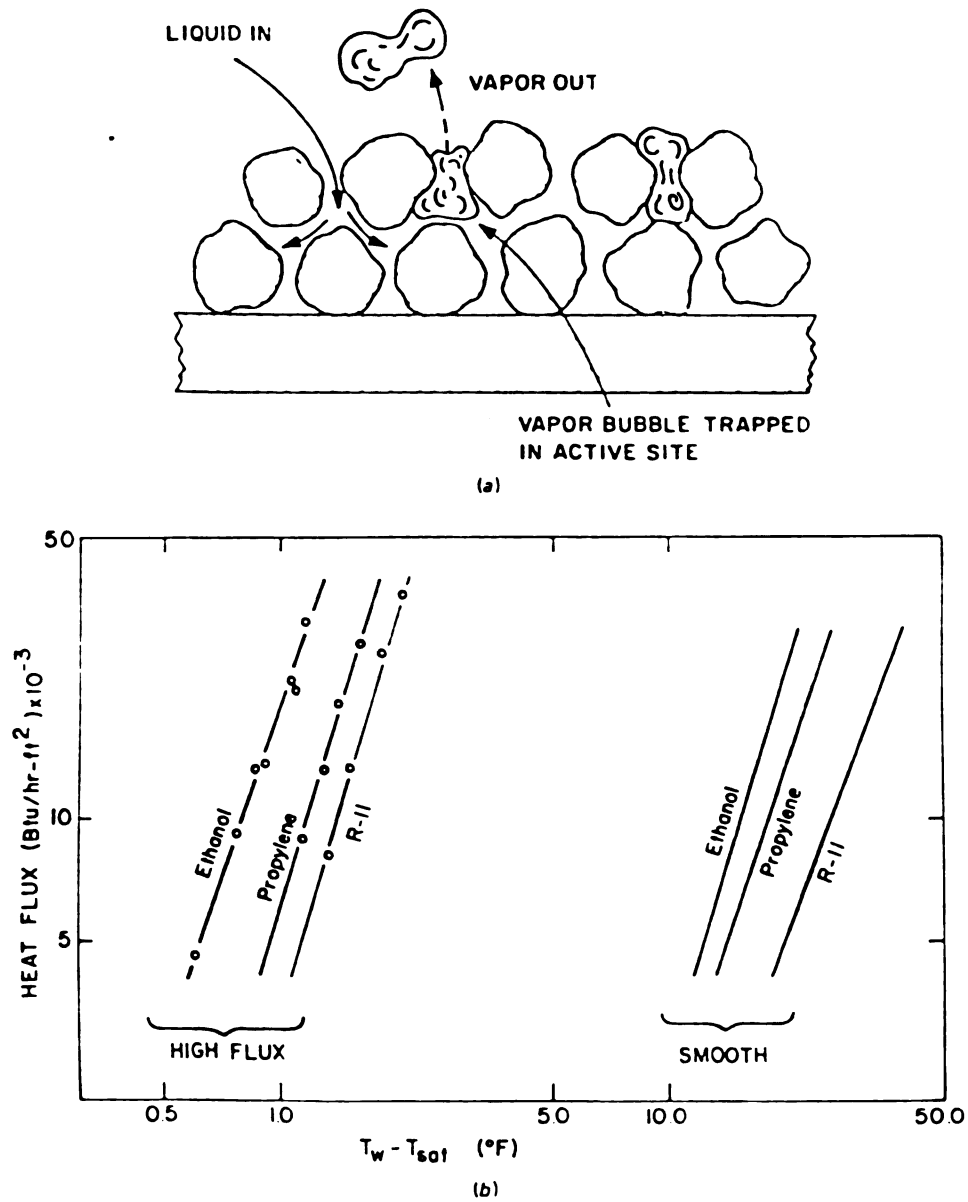 LIQUID IN
VAPOR OUT
VAPOR BUBBLE TRAPPED
IN ACTIVE SITE
(a)
50
10
5
HEAT FLUX (Btu/hr-ft²)x10⁻³
Ethanol
Propylene
R-11
Ethanol
Propylane
R-11
HIGH FLUX
SMOOTH
0.5
1.0
5.0
10.0
50.0
Tw - Tsat (°F)
(b)